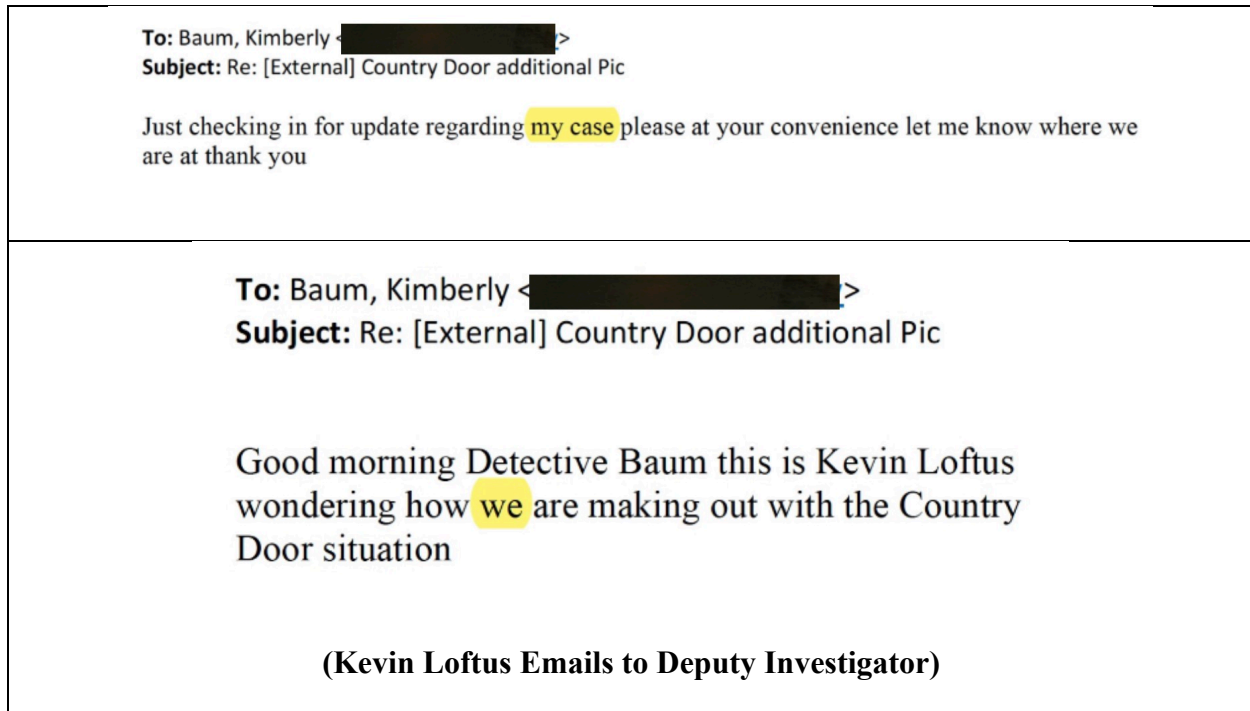 To: Baum, Kimberly < >
Subject: Re: [External] Country Door additional Pic
Just checking in for update regarding my case please at your convenience let me know where we
are at thank you
To: Baum, Kimberly < >
Subject: Re: [External] Country Door additional Pic
Good morning Detective Baum this is Kevin Loftus
wondering how we are making out with the Country
Door situation
(Kevin Loftus Emails to Deputy Investigator)